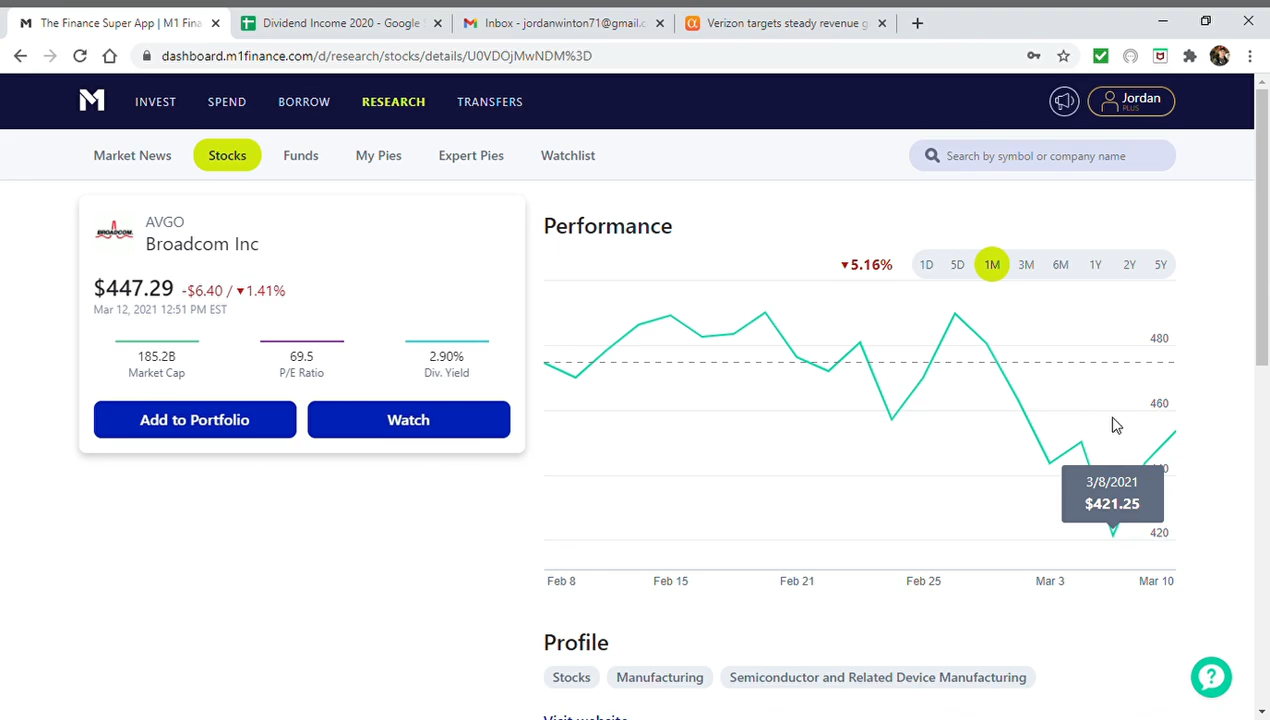 The Finance Super App | M1 Fina
Dividend Income 2020 - Google
Inbox - jordanwinton71@gmail.c
Verizon targets steady revenue g
dashboard.m1finance.com/d/research/stocks/details/U0VDOjMwNDM%3D
INVEST SPEND BORROW RESEARCH TRANSFERS
Jordan
PLUS
Market News Stocks Funds My Pies Expert Pies Watchlist
Search by symbol or company name
BROADCOM
AVGO
Broadcom Inc
$447.29 -$6.40 / ▼1.41%
Mar 12, 2021 12:51 PM EST
185.2B 69.5 2.90%
Market Cap P/E Ratio Div. Yield
Add to Portfolio Watch
Performance
▼5.16% 1D 5D 1M 3M 6M 1Y 2Y 5Y
480
460
3/8/2021
$421.25
420
Feb 8 Feb 15 Feb 21 Feb 25 Mar 3 Mar 10
Profile
Stocks Manufacturing Semiconductor and Related Device Manufacturing
Visit website